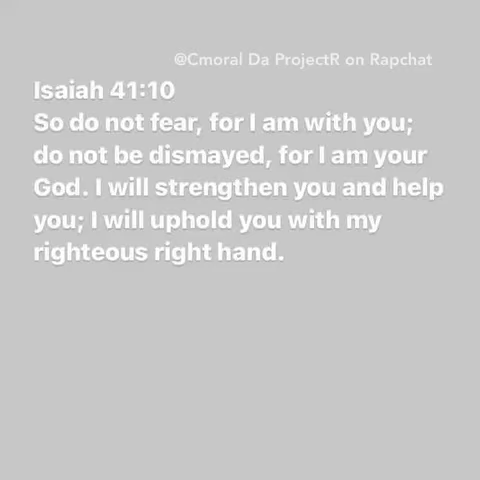 @Cmoral Da ProjectR on Rapchat
Isaiah 41:10
So do not fear, for I am with you;
do not be dismayed, for I am your
God. I will strengthen you and help
you; I will uphold you with my
righteous right hand.